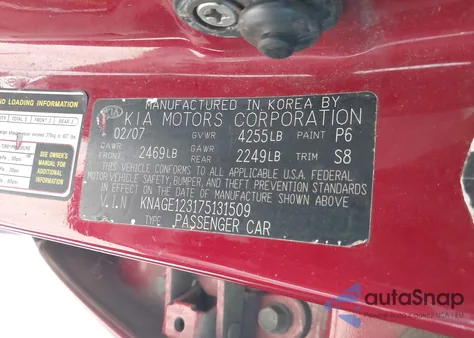 MANUFACTURED IN KOREA BY
KIA MOTORS CORPORATION
KIA
02/07 GVWR 4255LB PAINT P6
GAWR
FRONT 2469LB GAWR REAR 2249LB TRIM S8
THIS VEHICLE CONFORMS TO ALL APPLICABLE U.S.A. FEDERAL
MOTOR VEHICLE SAFETY, BUMPER, AND THEFT PREVENTION STANDARDS
IN EFFECT ON THE DATE OF MANUFACTURE SHOWN ABOVE
V.I.N KNAGE123175131509
TYPE PASSENGER CAR
LOADING INFORMATION
SEE OWNER'S
MANUAL FOR
ADDITIONAL
INFORMATION
autoSnap